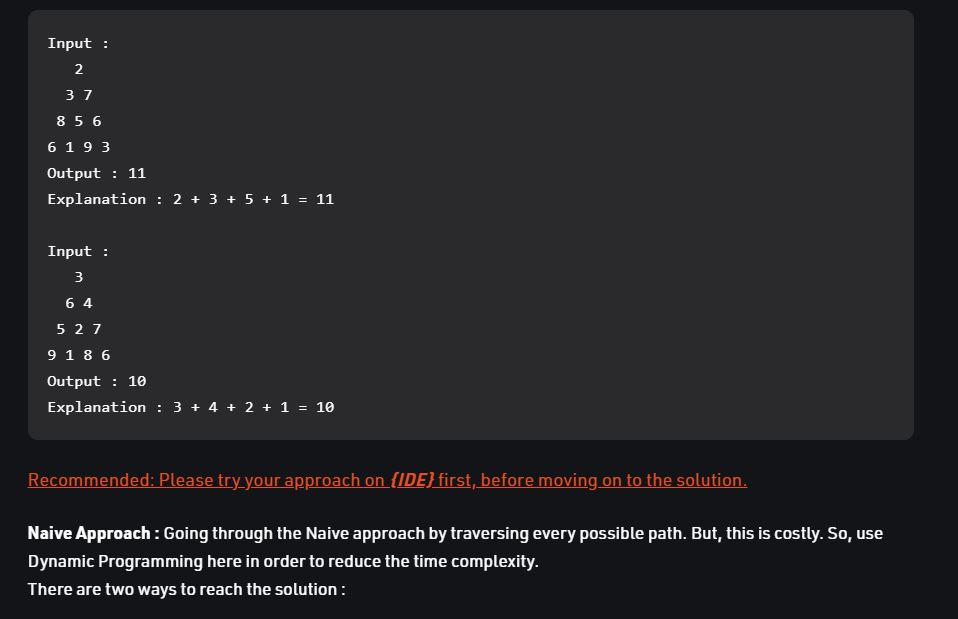 Input :
   2
  3 7
 8 5 6
6 1 9 3
Output : 11
Explanation : 2 + 3 + 5 + 1 = 11
Input :
   3
  6 4
 5 2 7
9 1 8 6
Output : 10
Explanation : 3 + 4 + 2 + 1 = 10
Recommended: Please try your approach on {IDE} first, before moving on to the solution.
Naive Approach : Going through the Naive approach by traversing every possible path. But, this is costly. So, use
Dynamic Programming here in order to reduce the time complexity.
There are two ways to reach the solution :